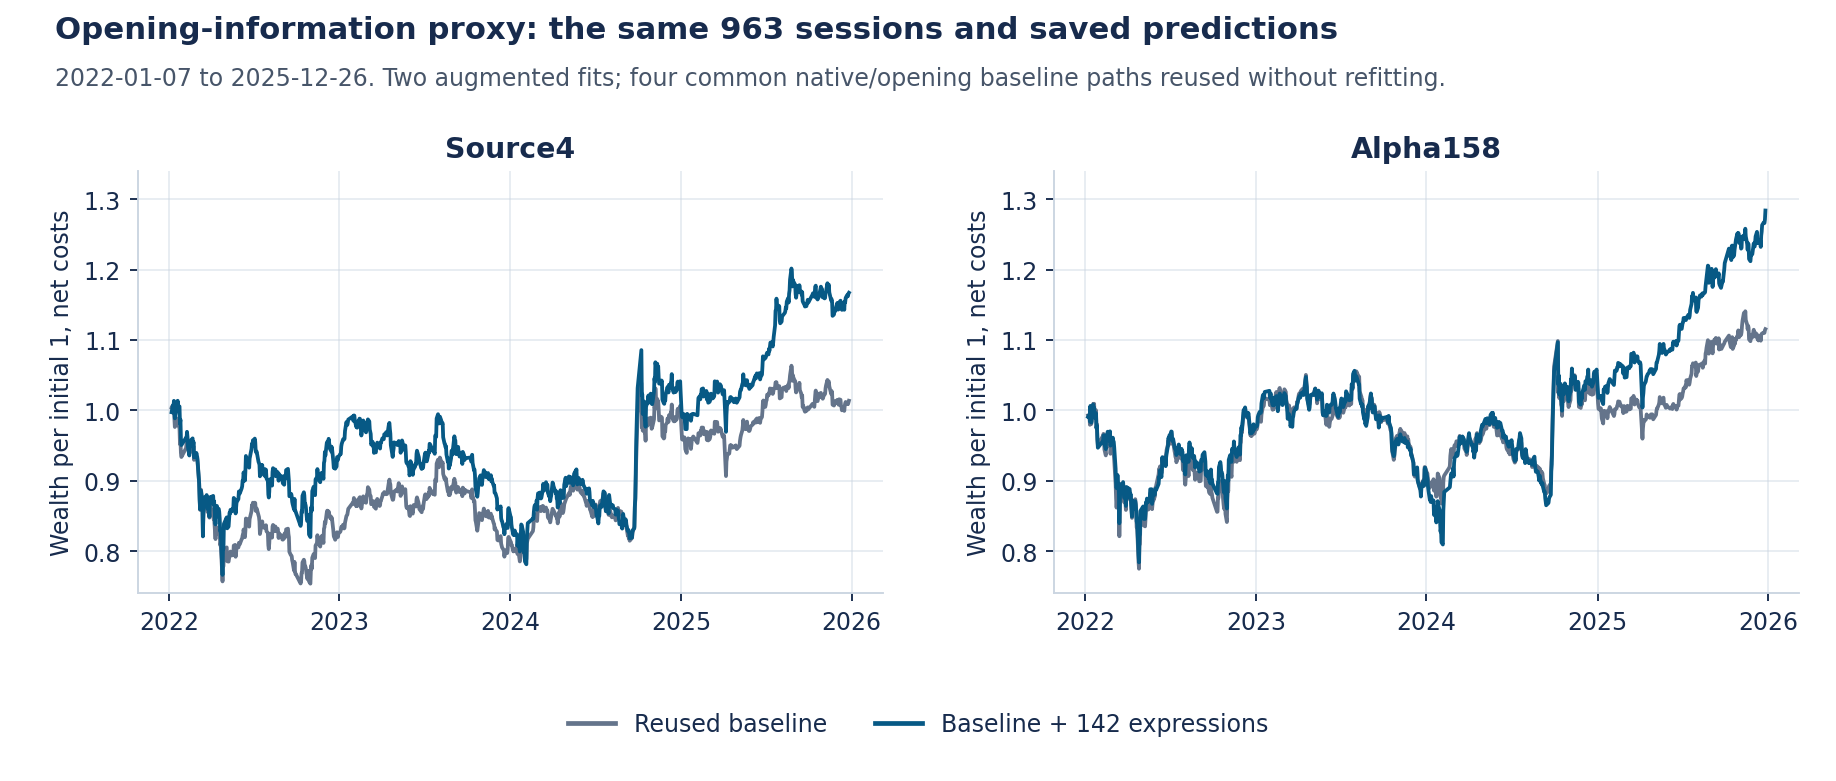 Opening-information proxy: the same 963 sessions and saved predictions
2022-01-07 to 2025-12-26. Two augmented fits; four common native/opening baseline paths reused without refitting.
Source4
Wealth per initial 1, net costs
1.3
1.2
1.1
1.0
0.9
0.8
2022 2023 2024 2025 2026
Alpha158
Wealth per initial 1, net costs
1.3
1.2
1.1
1.0
0.9
0.8
2022 2023 2024 2025 2026
Reused baseline
Baseline + 142 expressions